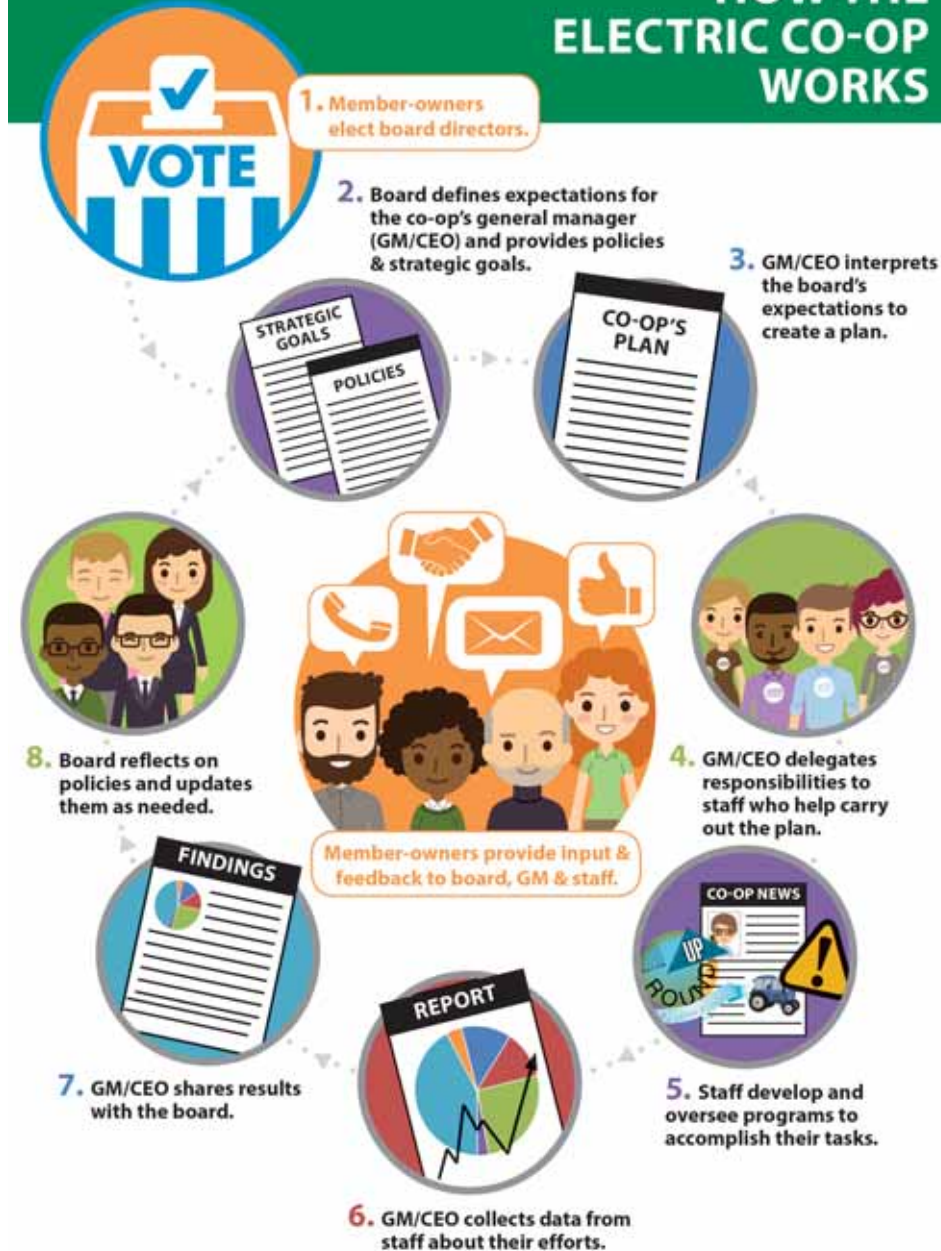 HOW THE
ELECTRIC CO-OP
WORKS
VOTE
1. Member-owners
elect board directors.
2. Board defines expectations for
the co-op's general manager
(GM/CEO) and provides policies
& strategic goals.
STRATEGIC
GOALS
POLICIES
3. GM/CEO interprets
the board's
expectations to
create a plan.
CO-OP'S
PLAN
4. GM/CEO delegates
responsibilities to
staff who help carry
out the plan.
CO-OP NEWS
ROUND
UP
5. Staff develop and
oversee programs to
accomplish their tasks.
REPORT
6. GM/CEO collects data from
staff about their efforts.
FINDINGS
7. GM/CEO shares results
with the board.
8. Board reflects on
policies and updates
them as needed.
Member-owners provide input &
feedback to board, GM & staff.